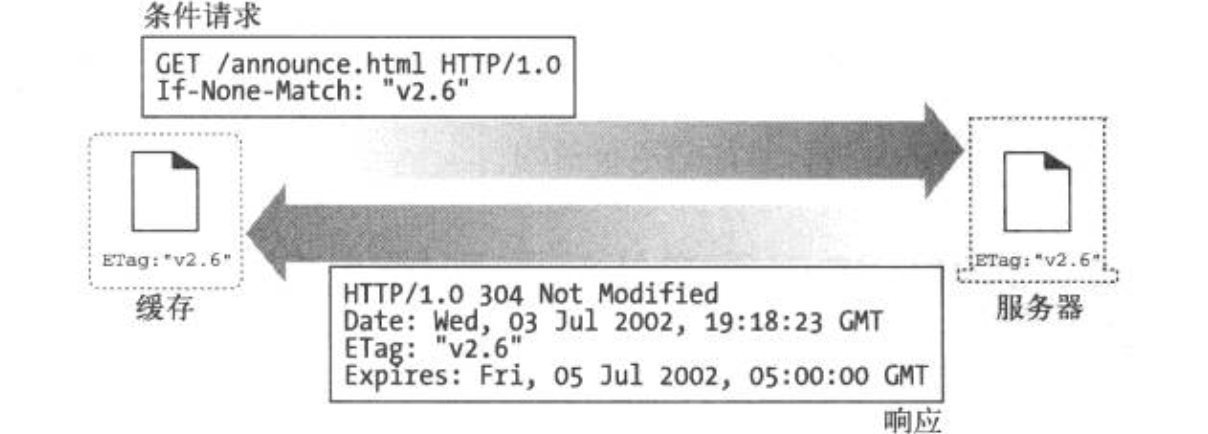 条件请求
GET /announce.html HTTP/1.0
If-None-Match: "v2.6"
ETag:"v2.6"
缓存
ETag:"v2.6"
服务器
HTTP/1.0 304 Not Modified
Date: Wed, 03 Jul 2002, 19:18:23 GMT
ETag: "v2.6"
Expires: Fri, 05 Jul 2002, 05:00:00 GMT
响应